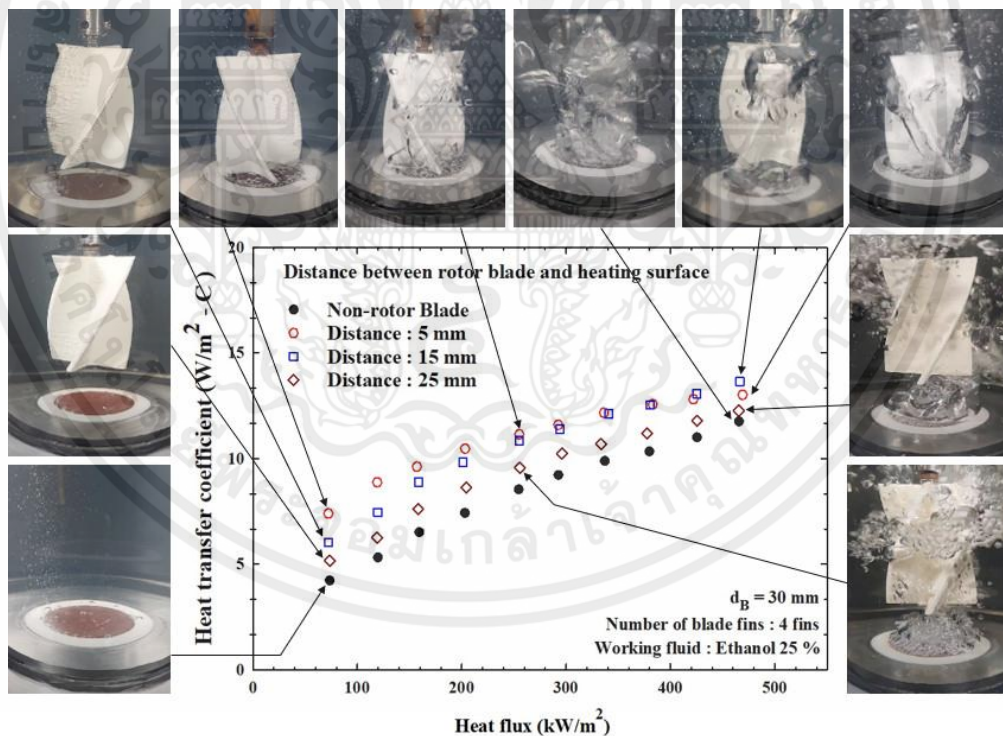 20
15
10
5
0
Heat transfer coefficient (W/m² - C)
Distance between rotor blade and heating surface
Non-rotor Blade
Distance : 5 mm
Distance : 15 mm
Distance : 25 mm
d_B = 30 mm
Number of blade fins : 4 fins
Working fluid : Ethanol 25 %
0 100 200 300 400 500
Heat flux (kW/m²)